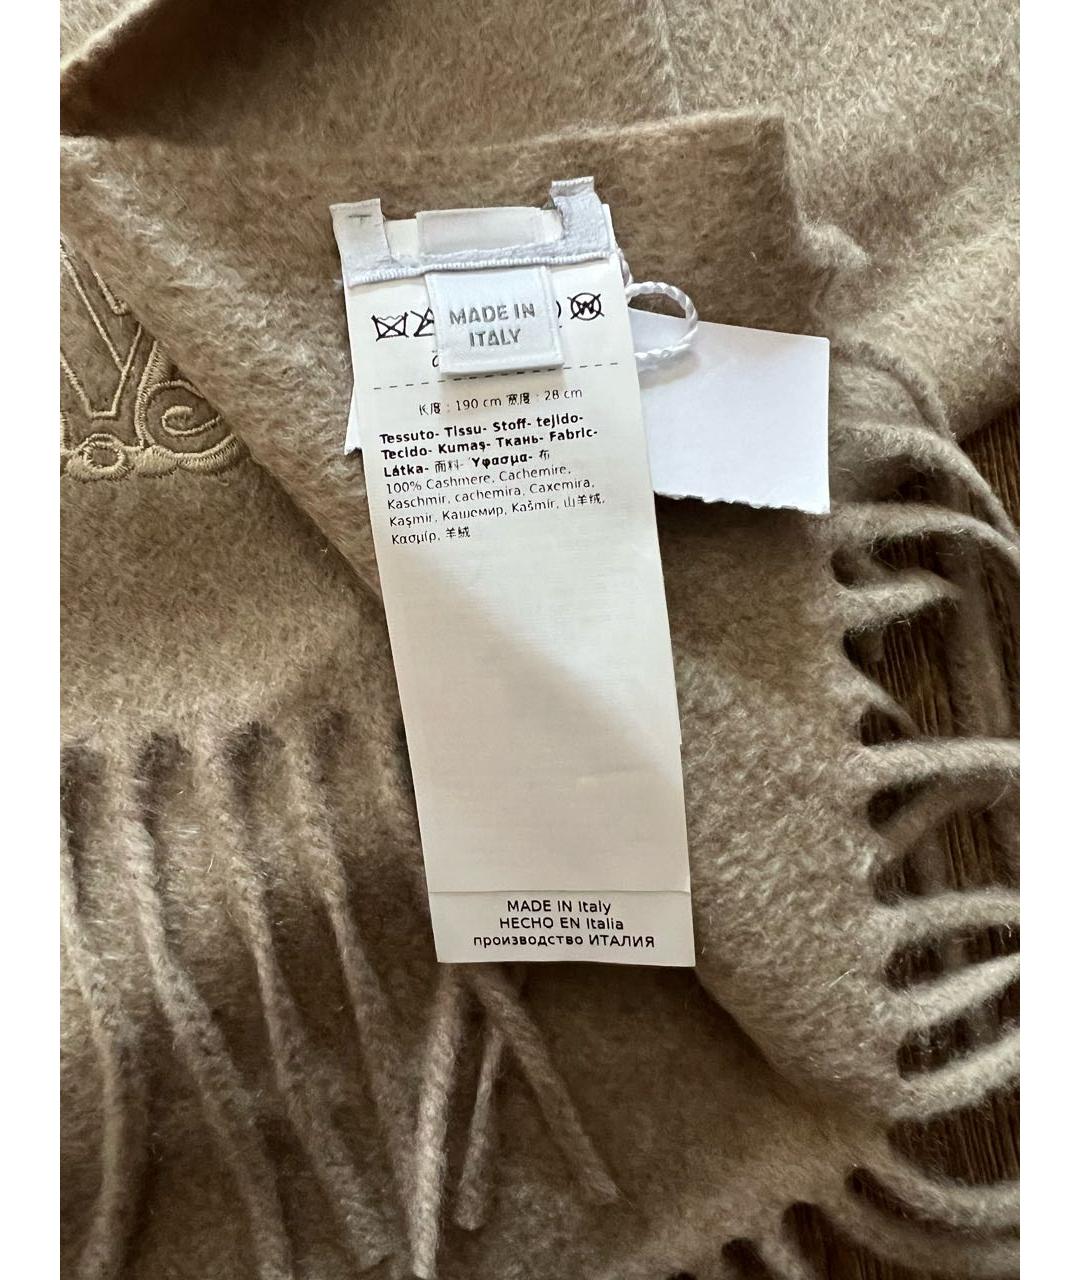 MADE IN
ITALY
长度 : 190 cm 宽度 : 28 cm
Tessuto- Tissu- Stoff- tejido-
Tecido- Kumaş- Ткань- Fabric-
Látka- 面料- Ύφασμα- 布
100% Cashmere, Cachemire,
Kaschmir, cachemira, Caxemira,
Kaşmir, Кашемир, Kašmír, 山羊绒,
Κασμίρ, 羊絨
MADE IN Italy
HECHO EN Italia
производство ИТАЛИЯ